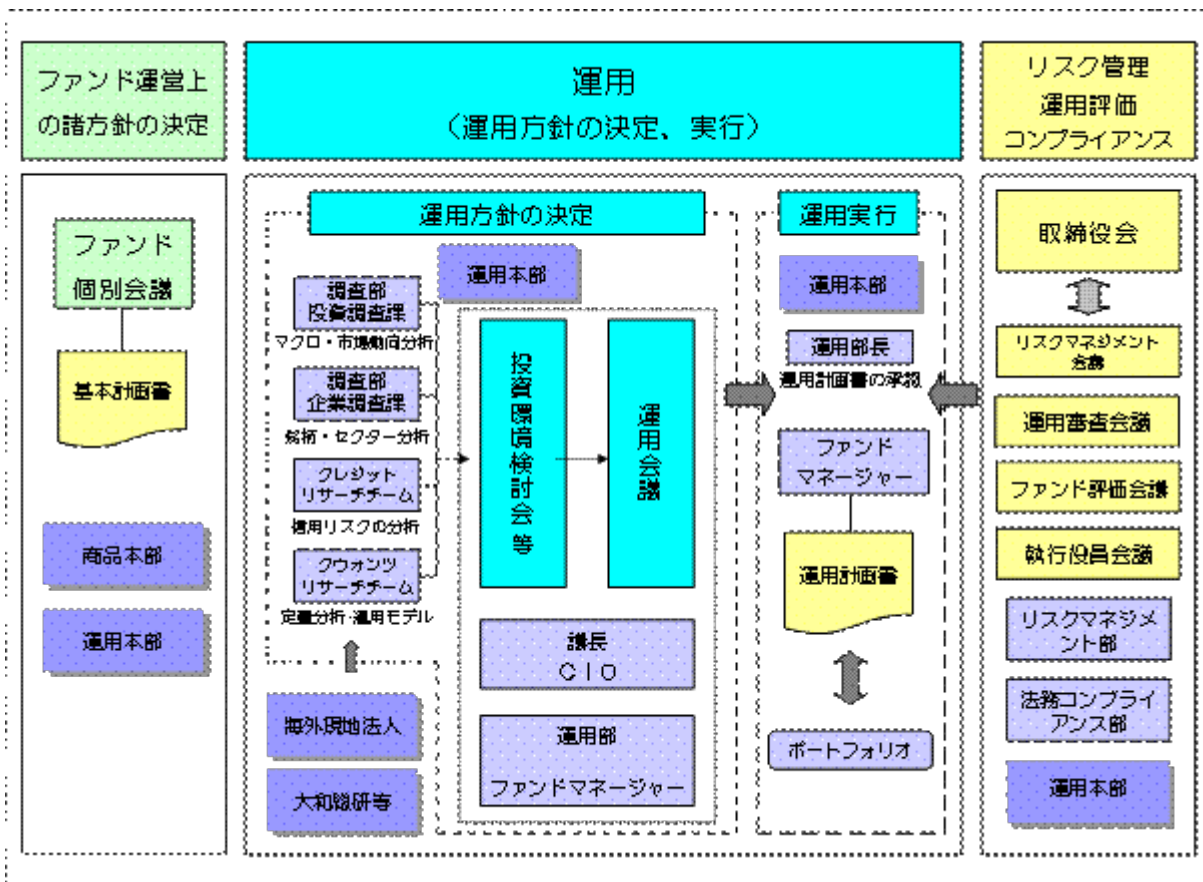 ファンド運営上
の諸方針の決定
運用
(運用方針の決定、実行)
リスク管理
運用評価
コンプライアンス
ファンド
個別会議
基本計画書
商品本部
運用本部
運用方針の決定
運用本部
調査部
投資調査課
マクロ・市場動向分析
調査部
企業調査課
銘柄・セクター分析
クレジット
リサーチチーム
信用リスクの分析
クウォンツ
リサーチチーム
定量分析・運用モデル
海外現地法人
大和総研等
投資環境検討会等
運用会議
議長
CIO
運用部
ファンドマネージャー
運用実行
運用本部
運用部長
運用計画書の承認
ファンド
マネージャー
運用計画書
ポートフォリオ
取締役会
リスクマネジメント
会議
運用審査会議
ファンド評価会議
執行役員会議
リスクマネジメ
ント部
法務コンプライ
アンス部
運用本部